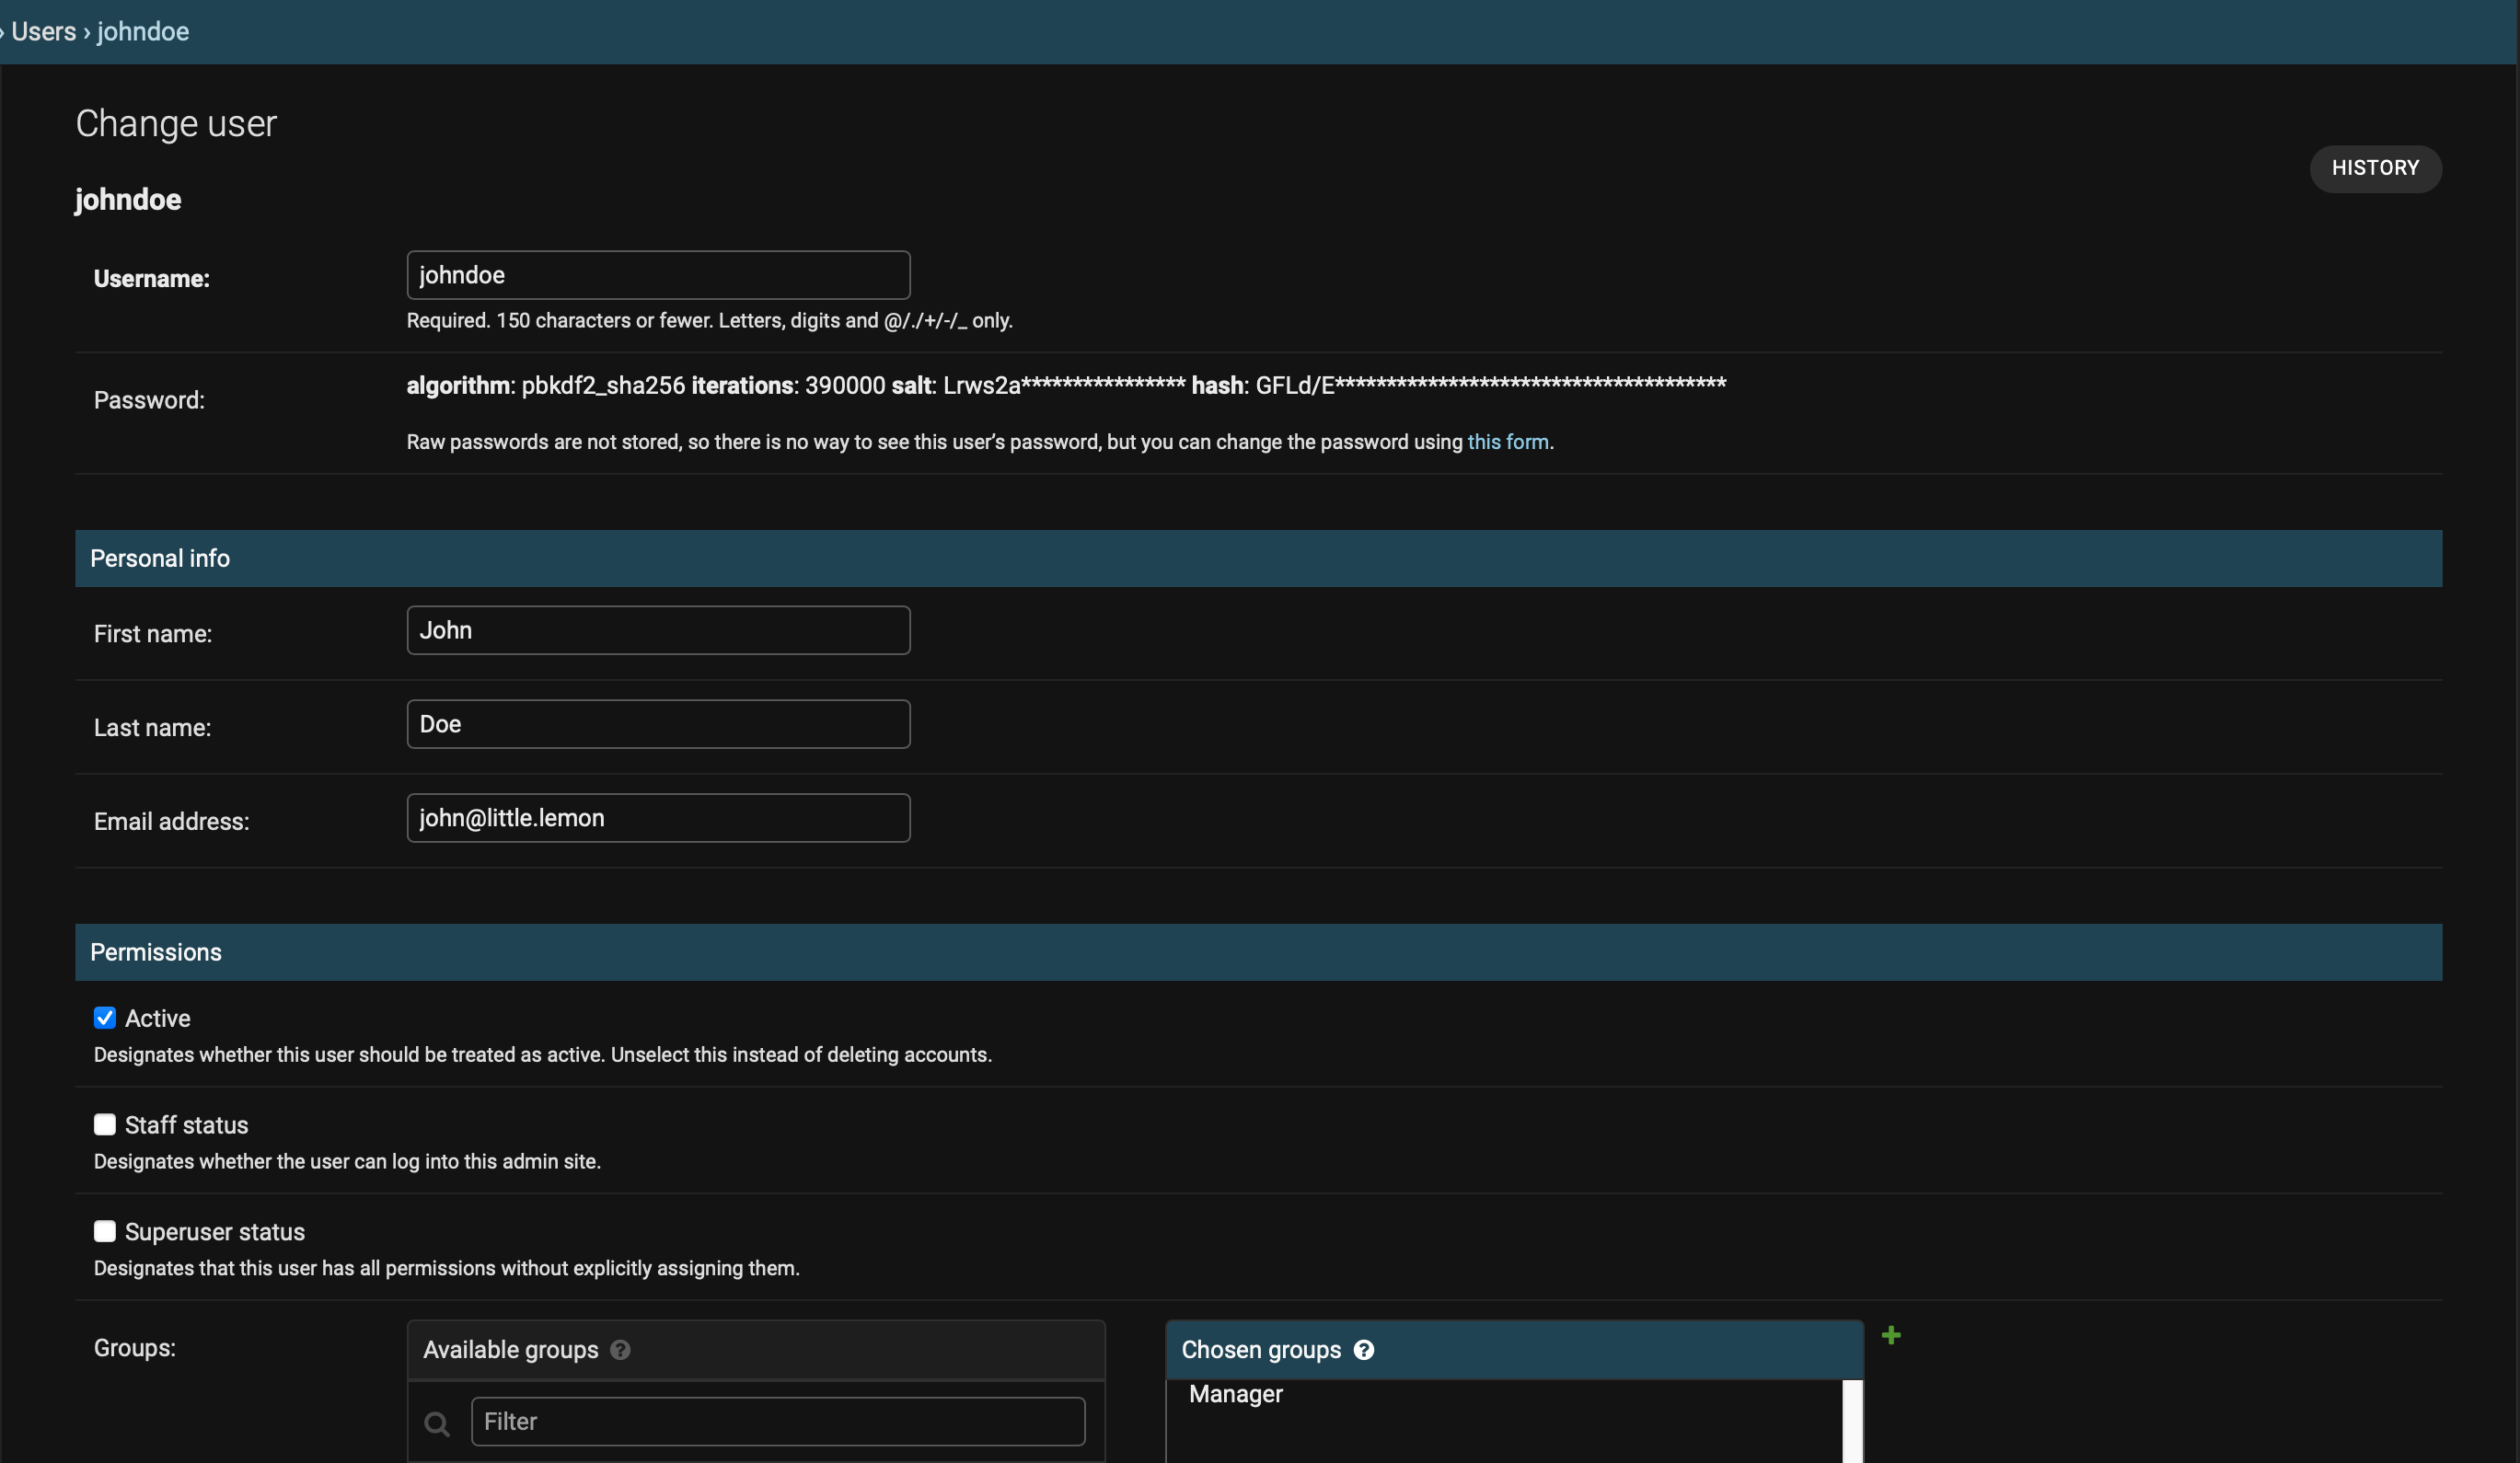 › Users › johndoe
Change user
HISTORY
johndoe
Username:
johndoe
Required. 150 characters or fewer. Letters, digits and @/./+/-/_ only.
Password:
algorithm: pbkdf2_sha256 iterations: 390000 salt: Lrws2a**************** hash: GFLd/E**************************************
Raw passwords are not stored, so there is no way to see this user’s password, but you can change the password using this form.
Personal info
First name:
John
Last name:
Doe
Email address:
john@little.lemon
Permissions
Active
Designates whether this user should be treated as active. Unselect this instead of deleting accounts.
Staff status
Designates whether the user can log into this admin site.
Superuser status
Designates that this user has all permissions without explicitly assigning them.
Groups:
Available groups ?
Filter
Chosen groups ?
Manager